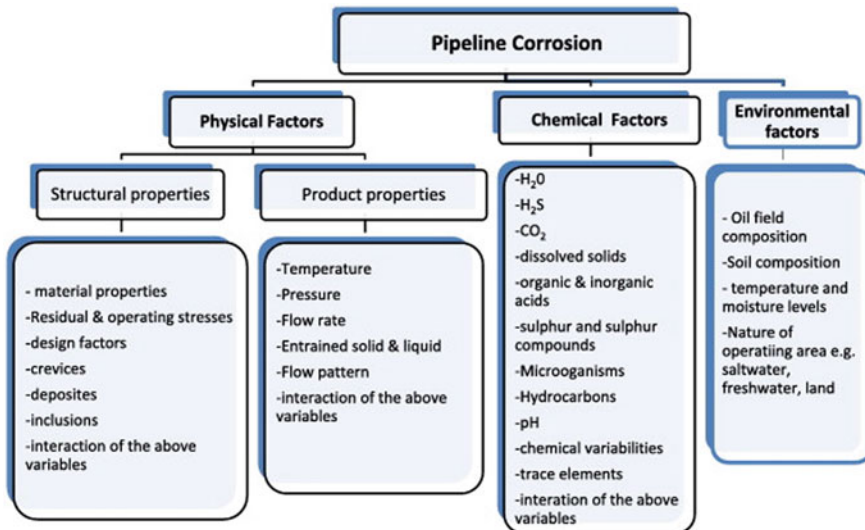 Pipeline Corrosion
Physical Factors
Chemical Factors
Environmental
factors
Structural properties
Product properties
- material properties
-Residual & operating stresses
-design factors
-crevices
-deposites
-inclusions
-interaction of the above
variables
-Temperature
-Pressure
-Flow rate
-Entrained solid & liquid
-Flow pattern
-interaction of the above
variables
-H₂0
-H₂S
-CO₂
-dissolved solids
-organic & inorganic
acids
-sulphur and sulphur
compounds
-Microoganisms
-Hydrocarbons
-pH
-chemical variabilities
-trace elements
-interation of the above
variables
- Oil field
composition
-Soil composition
- temperature and
moisture levels
-Nature of
operatiing area e.g.
saltwater,
freshwater, land